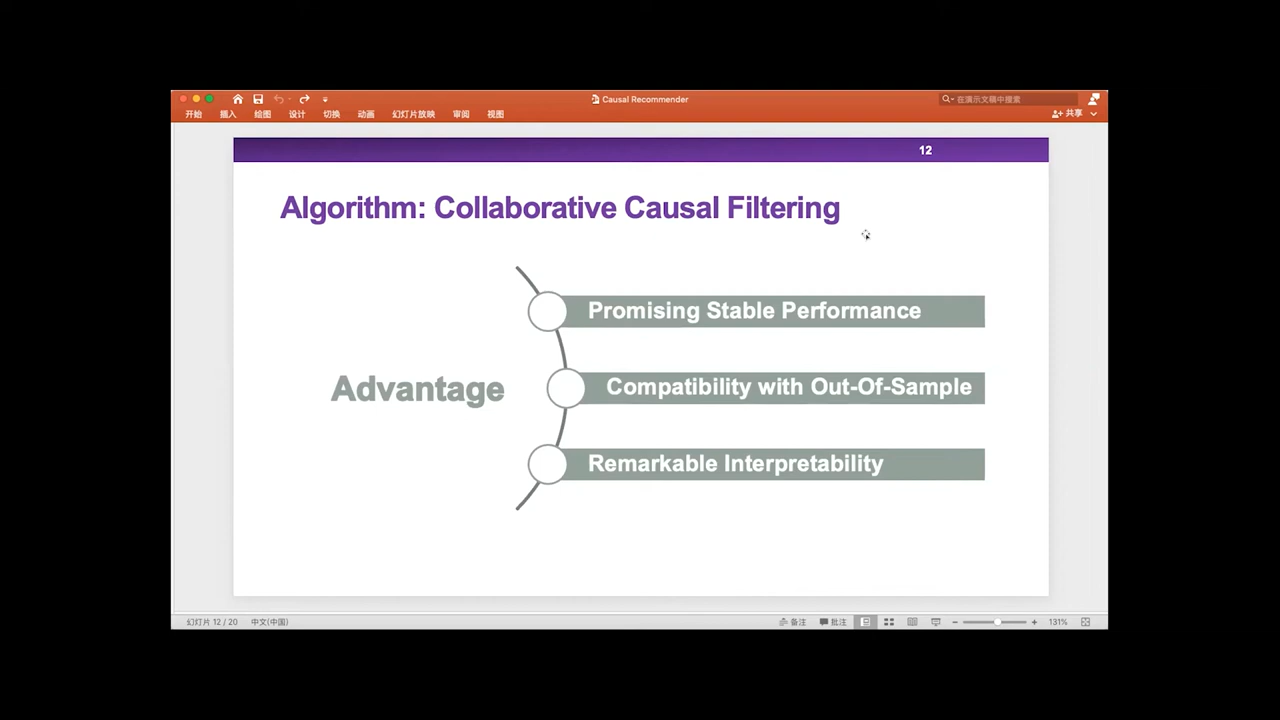 Causal Recommender
在演示文稿中搜索
开始 插入 绘图 设计 切换 动画 幻灯片放映 审阅 视图
共享
12
Algorithm: Collaborative Causal Filtering
Promising Stable Performance
Advantage
Compatibility with Out-Of-Sample
Remarkable Interpretability
幻灯片 12 / 20 中文(中国)
备注 批注 131%